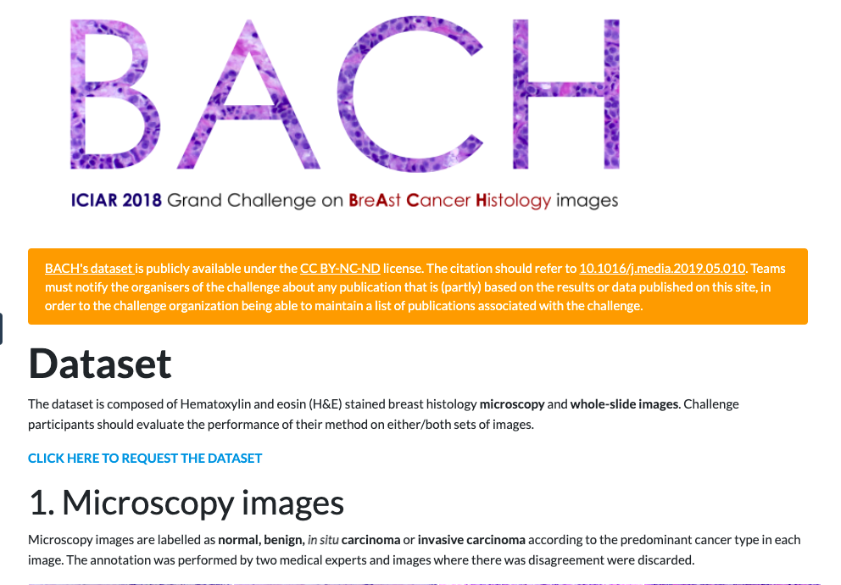 BACH
ICIAR 2018 Grand Challenge on BreAst Cancer Histology images
BACH's dataset is publicly available under the CC BY-NC-ND license. The citation should refer to 10.1016/j.media.2019.05.010. Teams
must notify the organisers of the challenge about any publication that is (partly) based on the results or data published on this site, in
order to the challenge organization being able to maintain a list of publications associated with the challenge.
Dataset
The dataset is composed of Hematoxylin and eosin (H&E) stained breast histology microscopy and whole-slide images. Challenge
participants should evaluate the performance of their method on either/both sets of images.
CLICK HERE TO REQUEST THE DATASET
1. Microscopy images
Microscopy images are labelled as normal, benign, in situ carcinoma or invasive carcinoma according to the predominant cancer type in each
image. The annotation was performed by two medical experts and images where there was disagreement were discarded.